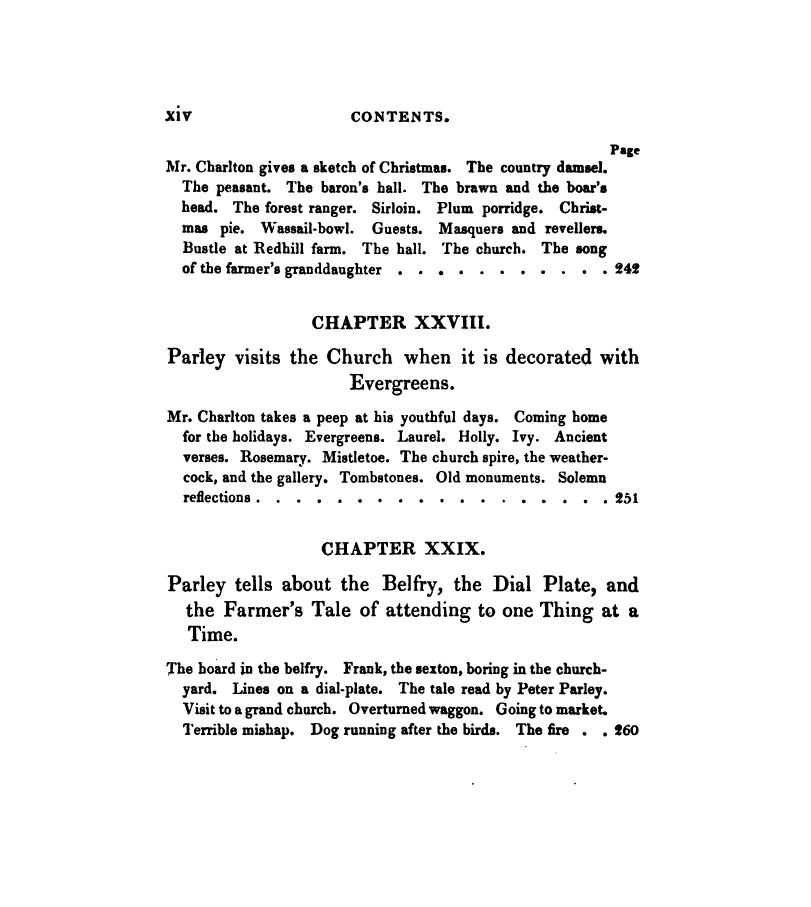 xiv CONTENTS.
Page
Mr. Charlton gives a sketch of Christmas. The country damsel.
The peasant. The baron's hall. The brawn and the boar's
head. The forest ranger. Sirloin. Plum porridge. Christ-
mas pie. Wassail-bowl. Guests. Masquers and revellers.
Bustle at Redhill farm. The hall. The church. The song
of the farmer's granddaughter . . . . . . . . . . . 242
CHAPTER XXVIII.
Parley visits the Church when it is decorated with
Evergreens.
Mr. Charlton takes a peep at his youthful days. Coming home
for the holidays. Evergreens. Laurel. Holly. Ivy. Ancient
verses. Rosemary. Mistletoe. The church spire, the weather-
cock, and the gallery. Tombstones. Old monuments. Solemn
reflections . . . . . . . . . . . . . . . . . . 251
CHAPTER XXIX.
Parley tells about the Belfry, the Dial Plate, and
the Farmer's Tale of attending to one Thing at a
Time.
The board in the belfry. Frank, the sexton, boring in the church-
yard. Lines on a dial-plate. The tale read by Peter Parley.
Visit to a grand church. Overturned waggon. Going to market.
Terrible mishap. Dog running after the birds. The fire . . 260